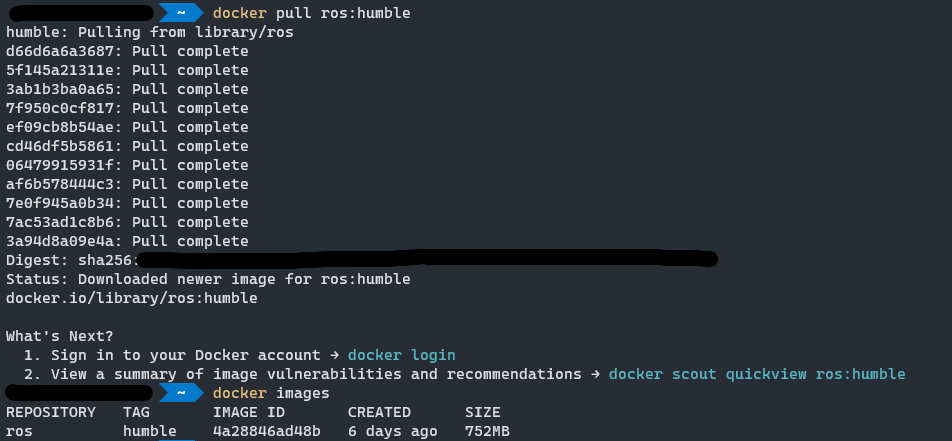 ~ docker pull ros:humble
humble: Pulling from library/ros
d66d6a6a3687: Pull complete
5f145a21311e: Pull complete
3ab1b3ba0a65: Pull complete
7f950c0cf817: Pull complete
ef09cb8b54ae: Pull complete
cd46df5b5861: Pull complete
06479915931f: Pull complete
af6b578444c3: Pull complete
7e0f945a0b34: Pull complete
7ac53ad1c8b6: Pull complete
3a94d8a09e4a: Pull complete
Digest: sha256:
Status: Downloaded newer image for ros:humble
docker.io/library/ros:humble
What's Next?
1. Sign in to your Docker account → docker login
2. View a summary of image vulnerabilities and recommendations → docker scout quickview ros:humble
~ docker images
REPOSITORY TAG IMAGE ID CREATED SIZE
ros humble 4a28846ad48b 6 days ago 752MB